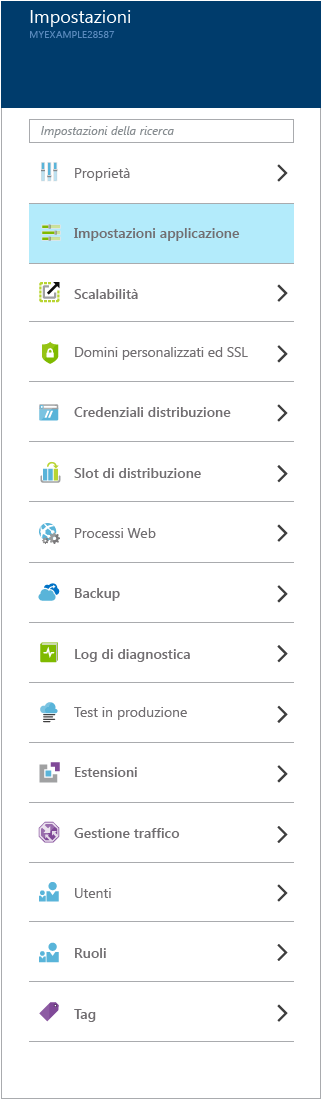 Impostazioni
MYEXAMPLE28587
Impostazioni della ricerca
Proprietà
Impostazioni applicazione
Scalabilità
Domini personalizzati ed SSL
Credenziali distribuzione
Slot di distribuzione
Processi Web
Backup
Log di diagnostica
Test in produzione
Estensioni
Gestione traffico
Utenti
Ruoli
Tag